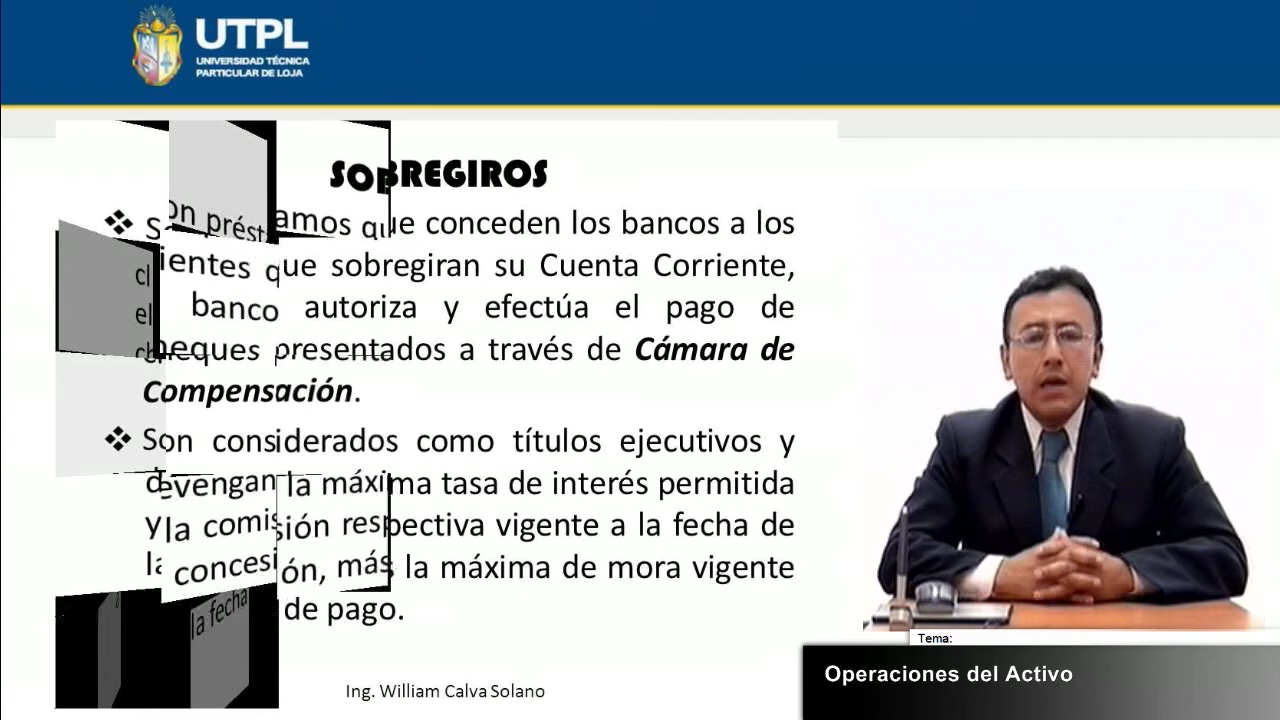 UTPL
UNIVERSIDAD TÉCNICA
PARTICULAR DE LOJA
SOBREGIROS
❖ Son préstamos que conceden los bancos a los
clientes que sobregiran su Cuenta Corriente,
el banco autoriza y efectúa el pago de
cheques presentados a través de Cámara de
Compensación.
❖ Son considerados como títulos ejecutivos y
devengan la máxima tasa de interés permitida
y la comisión respectiva vigente a la fecha de
la concesión, más la máxima de mora vigente
la fecha de pago.
Ing. William Calva Solano
Tema:
Operaciones del Activo